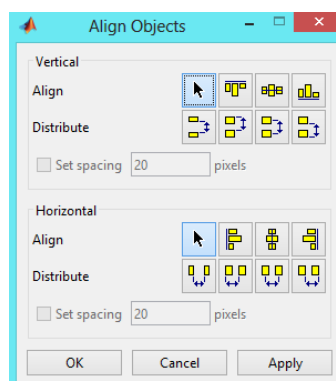 Align Objects
Vertical
Align
Distribute
Set spacing 20 pixels
Horizontal
Align
Distribute
Set spacing 20 pixels
OK Cancel Apply